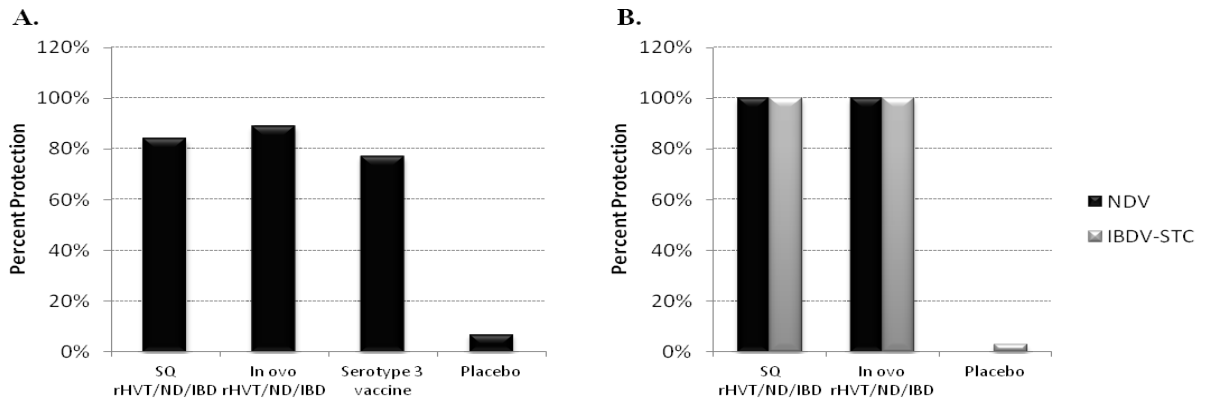 A.
120%
100%
80%
60%
40%
20%
0%
Percent Protection
SQ
rHVT/ND/IBD
In ovo
rHVT/ND/IBD
Serotype 3
vaccine
Placebo
B.
120%
100%
80%
60%
40%
20%
0%
Percent Protection
SQ
rHVT/ND/IBD
In ovo
rHVT/ND/IBD
Placebo
NDV
IBDV-STC